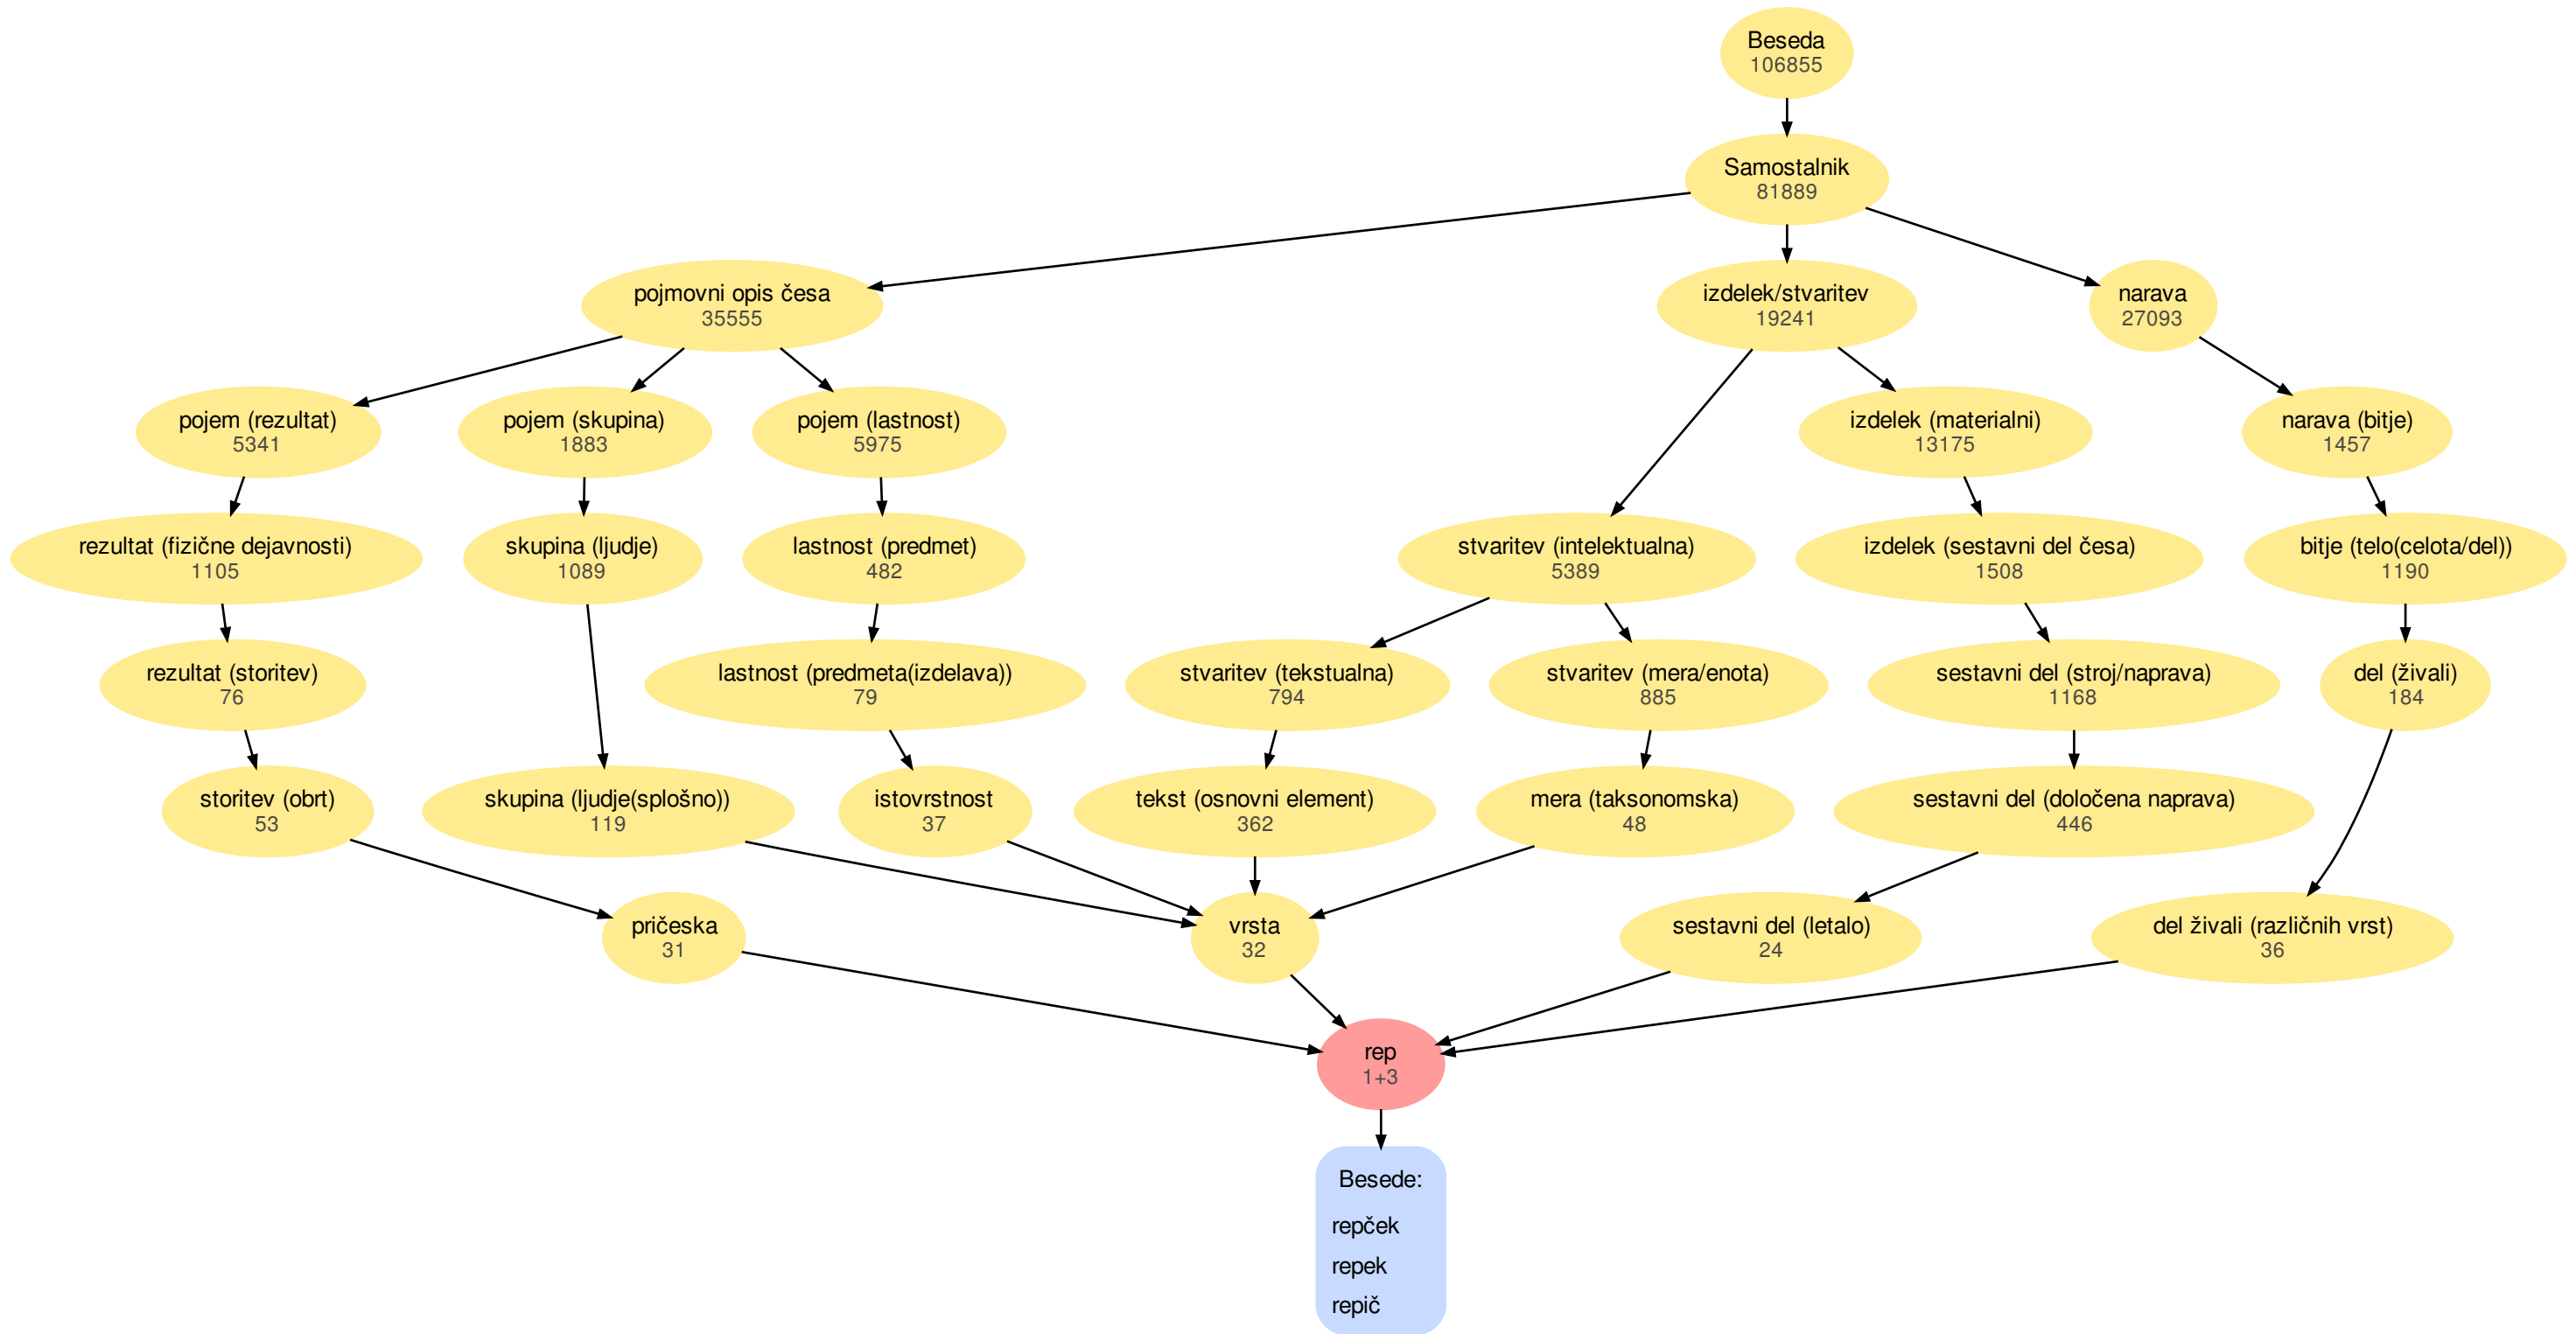 Beseda
106855
Samostalnik
81889
pojmovni opis česa
35555
izdelek/stvaritev
19241
narava
27093
pojem (rezultat)
5341
pojem (skupina)
1883
pojem (lastnost)
5975
izdelek (materialni)
13175
narava (bitje)
1457
rezultat (fizične dejavnosti)
1105
skupina (ljudje)
1089
lastnost (predmet)
482
stvaritev (intelektualna)
5389
izdelek (sestavni del česa)
1508
bitje (telo(celota/del))
1190
rezultat (storitev)
76
lastnost (predmeta(izdelava))
79
stvaritev (tekstualna)
794
stvaritev (mera/enota)
885
sestavni del (stroj/naprava)
1168
del (živali)
184
storitev (obrt)
53
skupina (ljudje(splošno))
119
istovrstnost
37
tekst (osnovni element)
362
mera (taksonomska)
48
sestavni del (določena naprava)
446
pričeska
31
vrsta
32
sestavni del (letalo)
24
del živali (različnih vrst)
36
rep
1+3
Besede:
repček
repek
repič